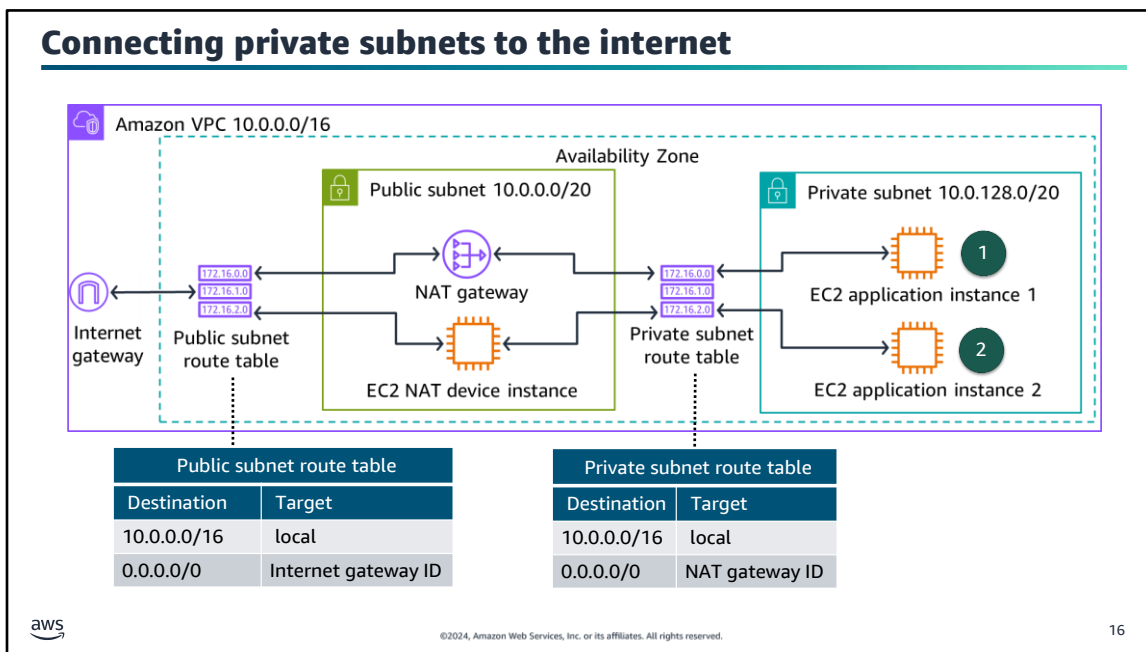 Connecting private subnets to the internet
Amazon VPC 10.0.0.0/16
Availability Zone
Public subnet 10.0.0.0/20
Private subnet 10.0.128.0/20
172.16.0.0
172.16.1.0
172.16.2.0
Internet
gateway
Public subnet
route table
NAT gateway
EC2 NAT device instance
172.16.0.0
172.16.1.0
172.16.2.0
Private subnet
route table
1
EC2 application instance 1
2
EC2 application instance 2
Public subnet route table
Destination Target
10.0.0.0/16 local
0.0.0.0/0 Internet gateway ID
Private subnet route table
Destination Target
10.0.0.0/16 local
0.0.0.0/0 NAT gateway ID
aws
©2024, Amazon Web Services, Inc. or its affiliates. All rights reserved.
16